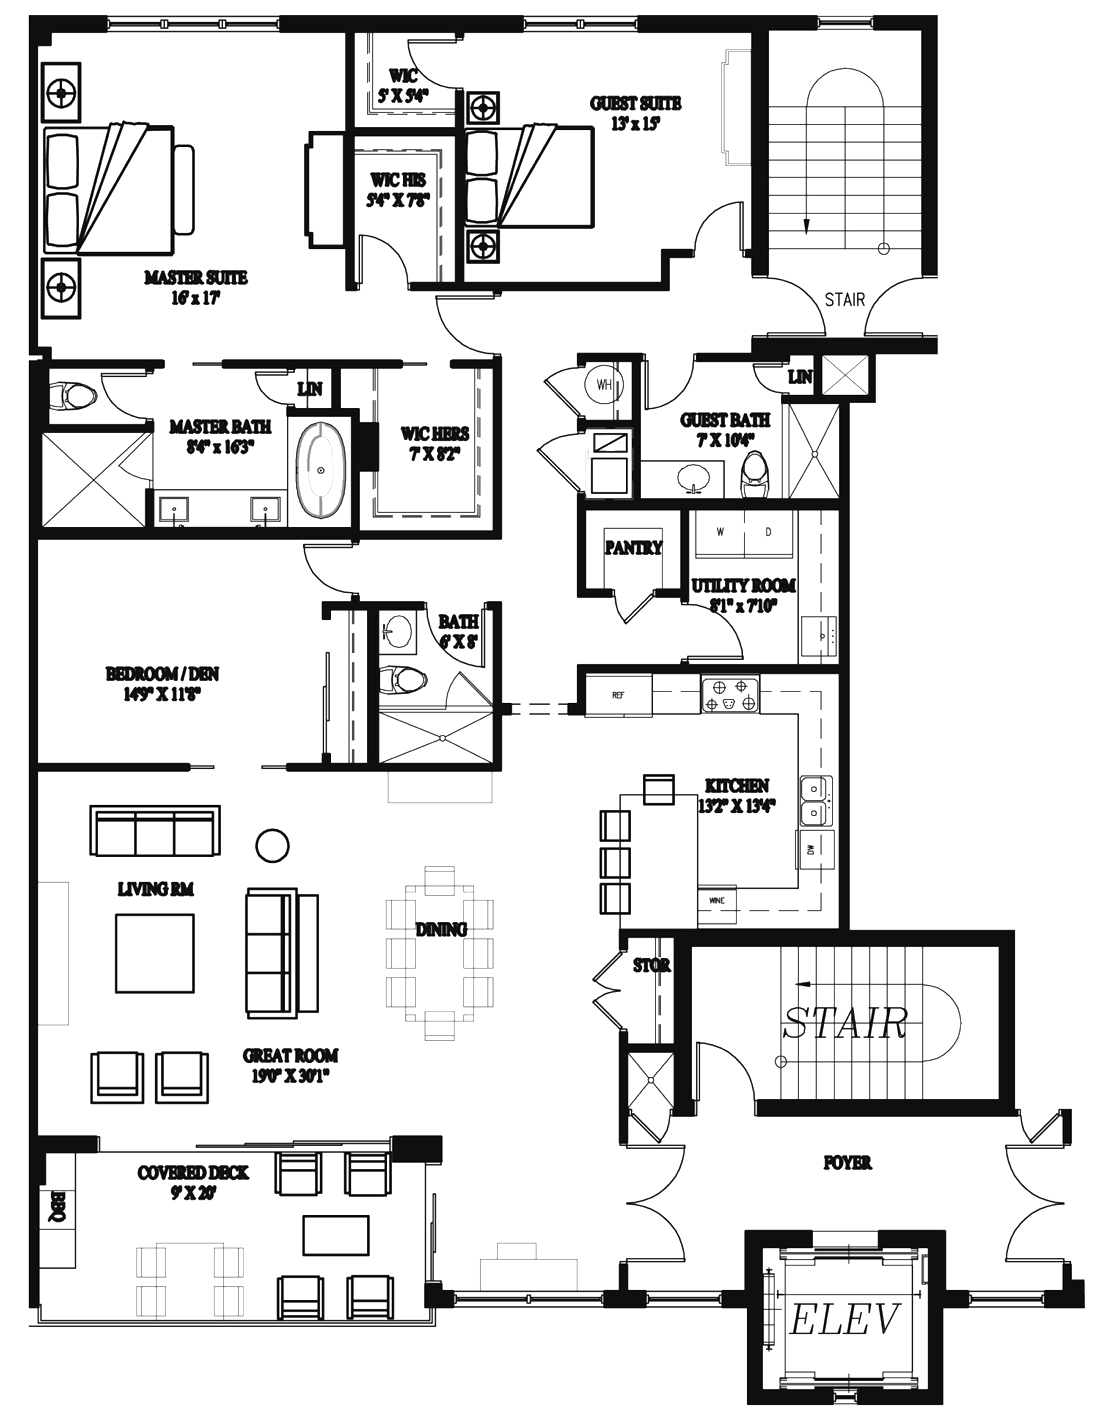 WIC
5' X 5'4"
GUEST SUITE
13' x 15'
WIC HIS
5'4" X 7'8"
MASTER SUITE
16' x 17'
STAIR
WH
LIN
LIN
MASTER BATH
8'4" x 16'3"
WIC HERS
7' X 8'2"
GUEST BATH
7' X 10'4"
W
D
PANTRY
UTILITY ROOM
8'1" x 7'10"
BATH
6' X 8'
BEDROOM / DEN
14'9" X 11'8"
REF
KITCHEN
13'2" X 13'4"
DW
WINE
LIVING RM
DINING
STOR
STAIR
GREAT ROOM
19'0" X 30'1"
COVERED DECK
9' X 20'
BBQ
FOYER
ELEV